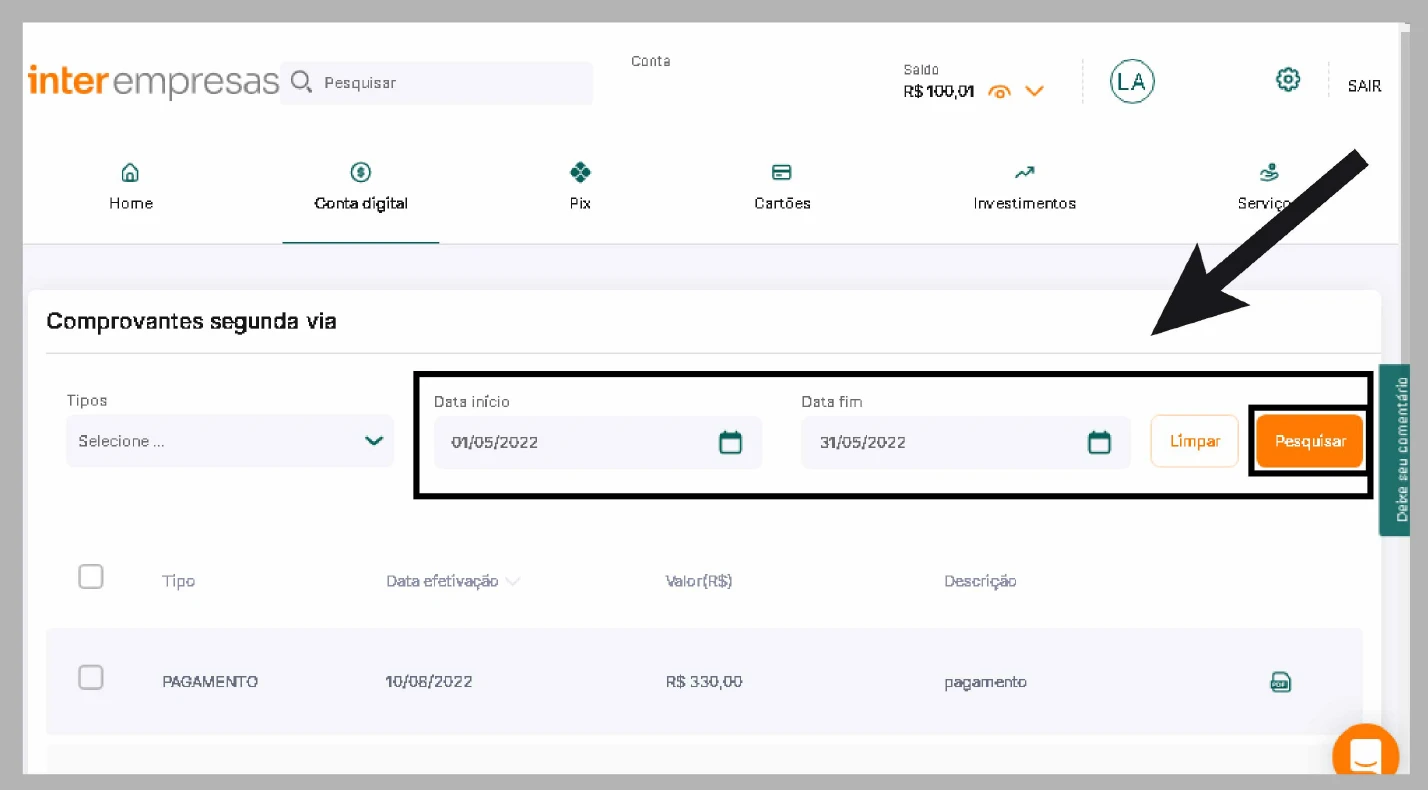 inter empresas
Pesquisar
Conta
Saldo
R$ 100,01
LA
SAIR
Home
Conta digital
Pix
Cartões
Investimentos
Serviço
Comprovantes segunda via
Tipos
Data início
Data fim
Selecione ...
01/05/2022
31/05/2022
Limpar
Pesquisar
Deixe seu comentário
Tipo
Data efetivação
Valor(R$)
Descrição
PAGAMENTO
10/06/2022
R$ 330,00
pagamento
PDF